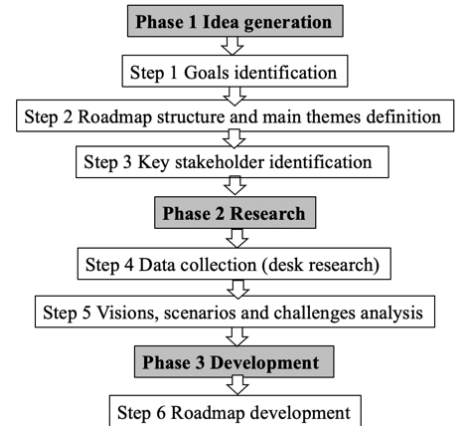 Phase 1 Idea generation
Step 1 Goals identification
Step 2 Roadmap structure and main themes definition
Step 3 Key stakeholder identification
Phase 2 Research
Step 4 Data collection (desk research)
Step 5 Visions, scenarios and challenges analysis
Phase 3 Development
Step 6 Roadmap development